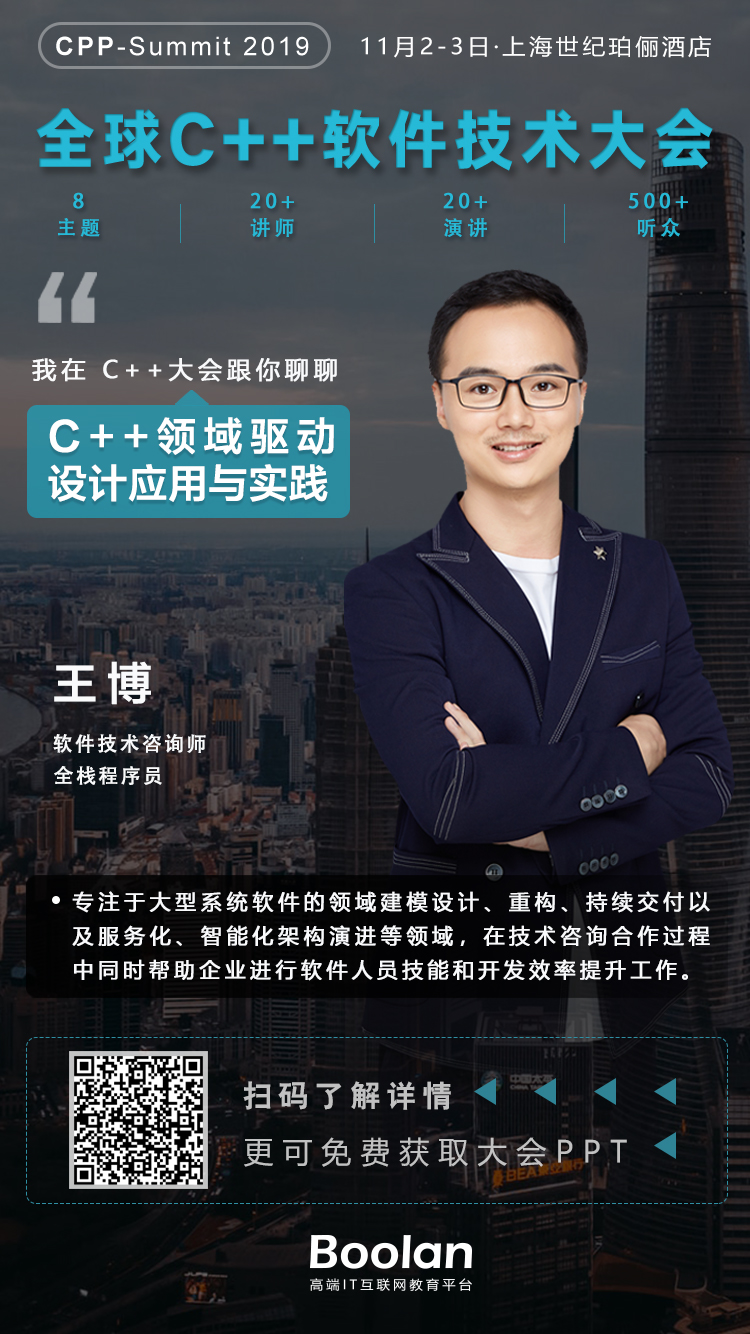 CPP-Summit 2019
11月2-3日·上海世纪珀俪酒店
全球C++软件技术大会
8 20+ 20+ 500+
主题 讲师 演讲 听众
“
我在 C++大会跟你聊聊
C++领域驱动
设计应用与实践
王博
软件技术咨询师
全栈程序员
• 专注于大型系统软件的领域建模设计、重构、持续交付以
及服务化、智能化架构演进等领域，在技术咨询合作过程
中同时帮助企业进行软件人员技能和开发效率提升工作。
扫码了解详情
更可免费获取大会PPT
Boolan
高端IT互联网教育平台